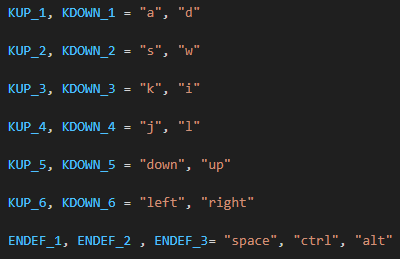 KUP_1, KDOWN_1 = "a", "d"
KUP_2, KDOWN_2 = "s", "w"
KUP_3, KDOWN_3 = "k", "i"
KUP_4, KDOWN_4 = "j", "l"
KUP_5, KDOWN_5 = "down", "up"
KUP_6, KDOWN_6 = "left", "right"
ENDEF_1, ENDEF_2 , ENDEF_3= "space", "ctrl", "alt"